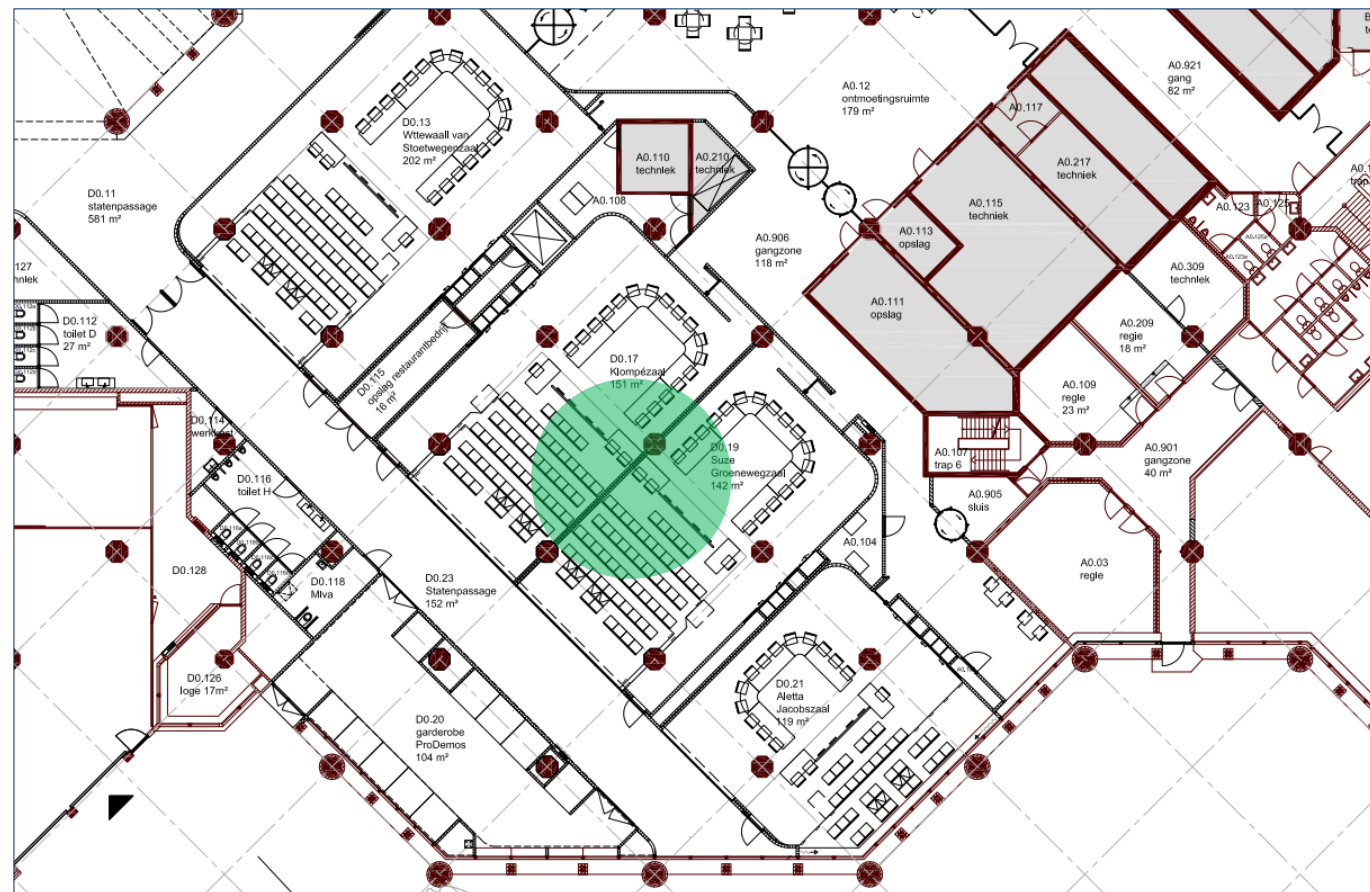 A0.12
ontmoetingsruimte
179 m²
A0.921
gang
82 m²
D0.13
Wttewaall van
Stoetwegenzaal
202 m²
A0.117
A0.110
techniek
A0.210
techniek
A0.217
techniek
D0.11
statenpassage
581 m²
A0.108
A0.115
techniek
A0.123
A0.125
A0.113
opslag
A0.906
gangzone
118 m²
A0.309
techniek
A0.111
opslag
D0.112
toilet D
27 m²
A0.209
regie
18 m²
D0.17
Klompézaal
151 m²
D0.115
opslag restaurantbedrijf
16 m²
A0.109
regie
23 m²
D0.114
werkkast
D0.19
Suze
Groenewegzaal
142 m²
A0.107
trap 6
A0.901
gangzone
40 m²
D0.116
toilet H
A0.905
sluis
A0.104
D0.128
D0.118
MIva
D0.23
Statenpassage
152 m²
A0.03
regie
D0.126
loge 17m²
D0.21
Aletta
Jacobszaal
119 m²
D0.20
garderobe
ProDemos
104 m²